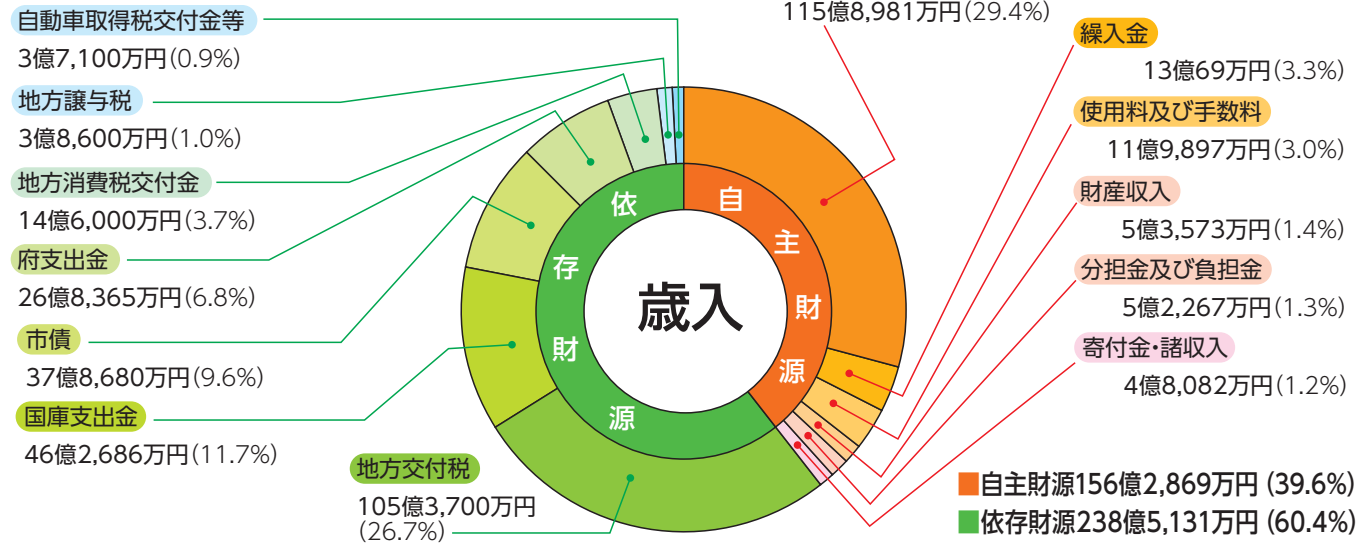 自動車取得税交付金等
3億7,100万円(0.9%)
地方譲与税
3億8,600万円(1.0%)
地方消費税交付金
14億6,000万円(3.7%)
府支出金
26億8,365万円(6.8%)
市債
37億8,680万円(9.6%)
国庫支出金
46億2,686万円(11.7%)
地方交付税
105億3,700万円
(26.7%)
115億8,981万円(29.4%)
繰入金
13億69万円(3.3%)
使用料及び手数料
11億9,897万円(3.0%)
財産収入
5億3,573万円(1.4%)
分担金及び負担金
5億2,267万円(1.3%)
寄付金・諸収入
4億8,082万円(1.2%)
歳入
自主財源
依存財源
■自主財源156億2,869万円 (39.6%)
■依存財源238億5,131万円 (60.4%)